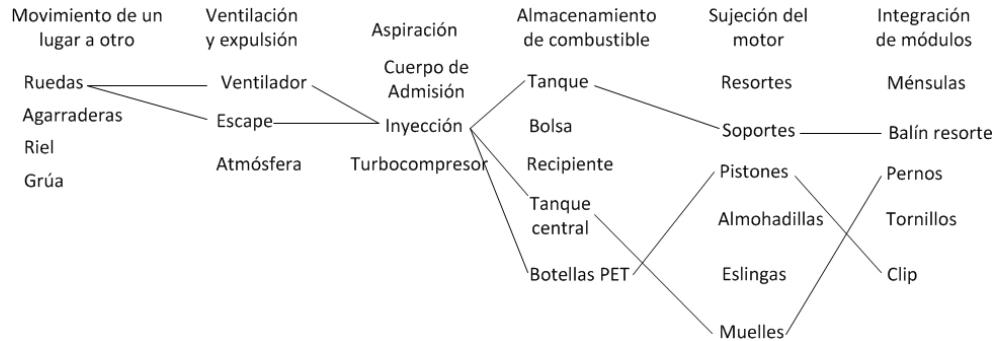 Movimiento de un
lugar a otro
Ventilación
y expulsión
Aspiración
Almacenamiento
de combustible
Sujeción del
motor
Integración
de módulos
Ruedas
Agarraderas
Riel
Grúa
Ventilador
Escape
Atmósfera
Cuerpo de
Admisión
Inyección
Turbocompresor
Tanque
Bolsa
Recipiente
Tanque
central
Botellas PET
Resortes
Soportes
Pistones
Almohadillas
Eslingas
Muelles
Ménsulas
Balín resorte
Pernos
Tornillos
Clip